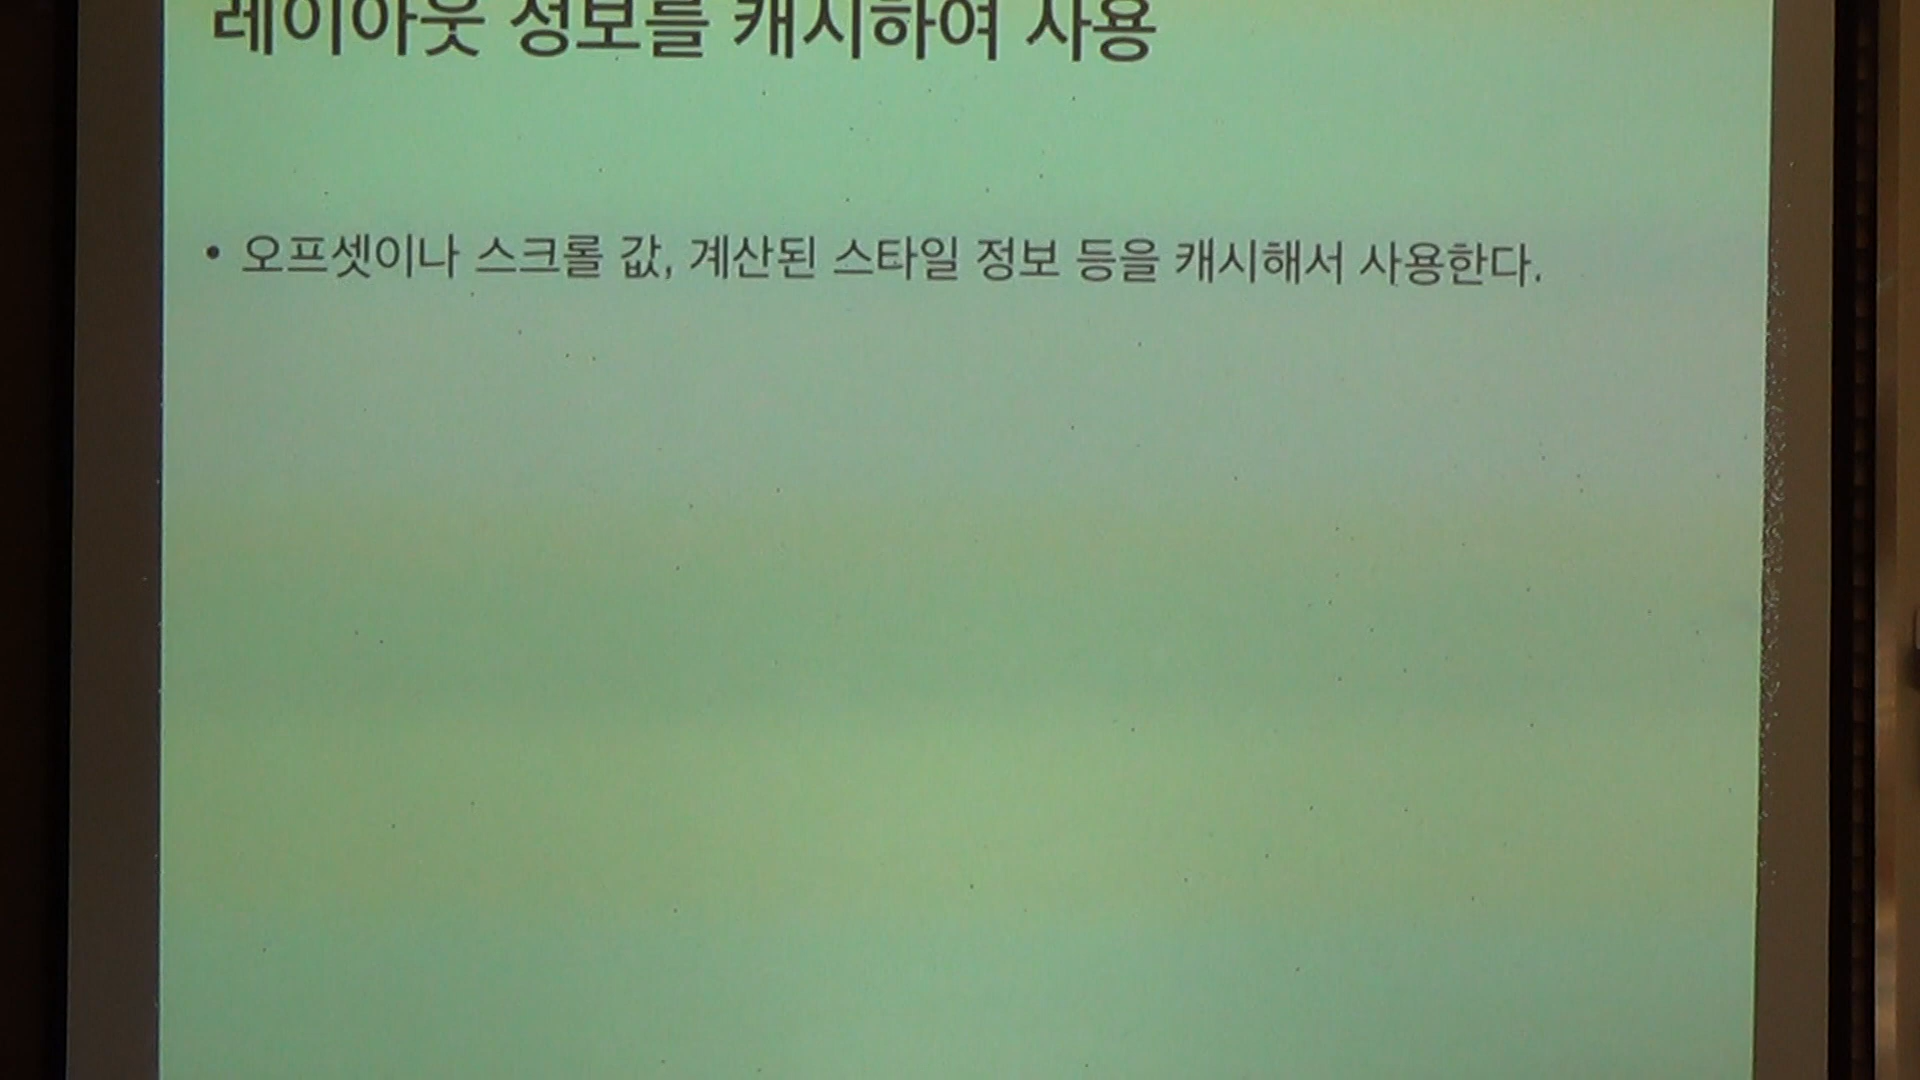 레이아웃 정보를 캐시하여 사용
• 오프셋이나 스크롤 값, 계산된 스타일 정보 등을 캐시해서 사용한다.